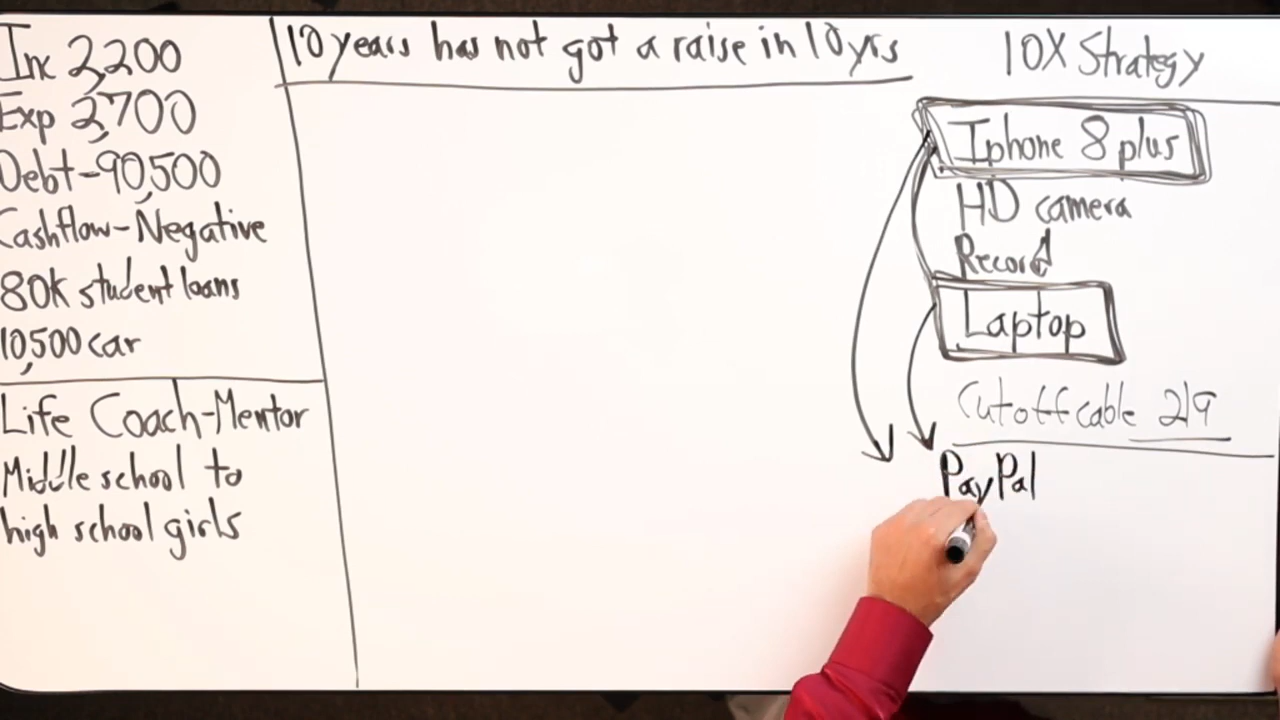 Inc 2,200
Exp 2,700
Debt-90,500
Cashflow-Negative
80K student loans
10,500 car
Life Coach-Mentor
Middle school to
high school girls
10 years has not got a raise in 10 yrs
10X Strategy
Iphone 8 plus
HD camera
Record
Laptop
Cut off cable 219
PayPal